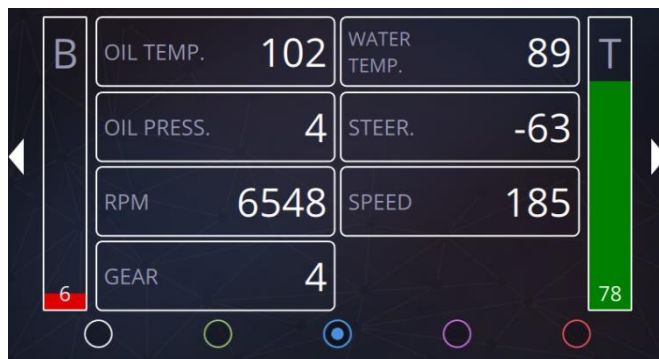 B
OIL TEMP. 102
WATER
TEMP. 89
T
OIL PRESS. 4
STEER. -63
RPM 6548
SPEED 185
GEAR 4
6
78